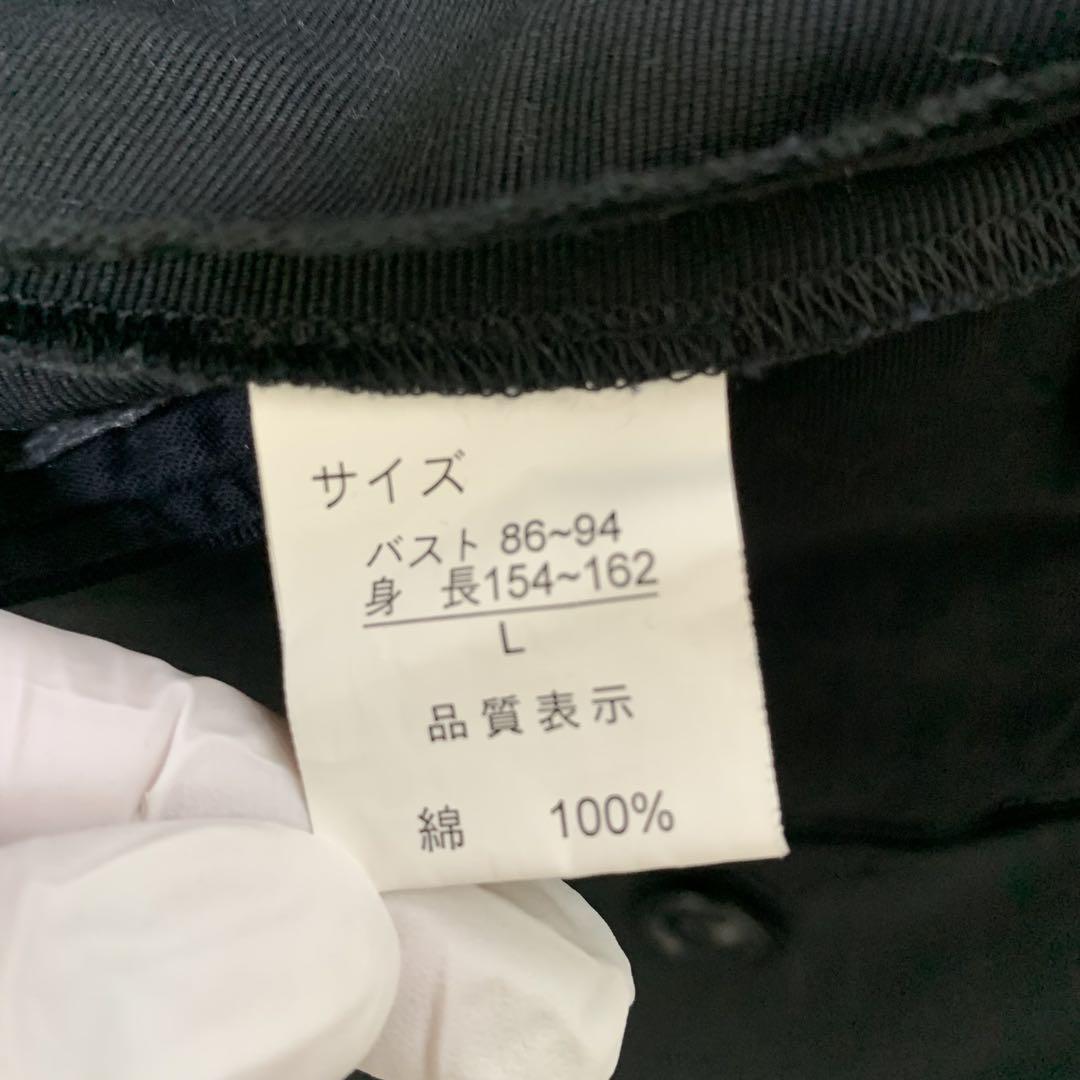 サイズ
バスト 86~94
身 長154~162
L
品質表示
綿 100%